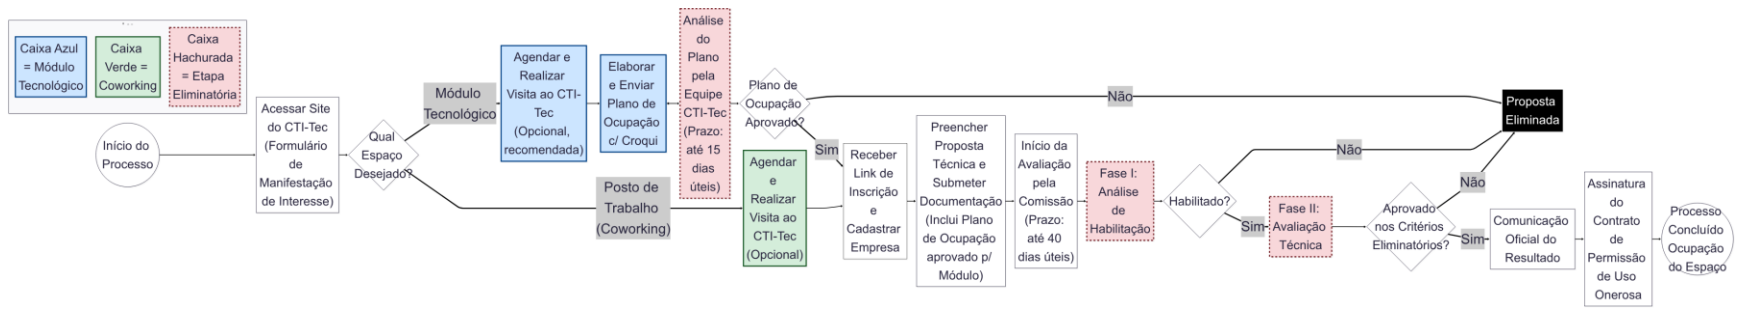 Caixa Azul
= Módulo
Tecnológico
Caixa
Verde =
Coworking
Caixa
Hachurada
= Etapa
Eliminatória
Início do
Processo
Acessar Site
do CTI-Tec
(Formulário
de
Manifestação
de Interesse)
Qual
Espaço
Desejado?
Módulo
Tecnológico
Agendar e
Realizar
Visita ao CTI-
Tec
(Opcional,
recomendada)
Elaborar
e Enviar
Plano de
Ocupação
c/ Croqui
Análise
do
Plano
pela
Equipe
CTI-Tec
(Prazo:
até 15
dias
úteis)
Plano de
Ocupação
Aprovado?
Não
Sim
Posto de
Trabalho
(Coworking)
Agendar
e
Realizar
Visita ao
CTI-Tec
(Opcional)
Receber
Link de
Inscrição
e
Cadastrar
Empresa
Preencher
Proposta
Técnica e
Submeter
Documentação
(Inclui Plano
de Ocupação
aprovado p/
Módulo)
Início da
Avaliação
pela
Comissão
(Prazo:
até 40
dias úteis)
Fase I:
Análise
de
Habilitação
Habilitado?
Não
Sim
Fase II:
Avaliação
Técnica
Aprovado
nos Critérios
Eliminatórios?
Não
Sim
Proposta
Eliminada
Comunicação
Oficial do
Resultado
Assinatura
do
Contrato
de
Permissão
de Uso
Onerosa
Processo
Concluído
Ocupação
do Espaço